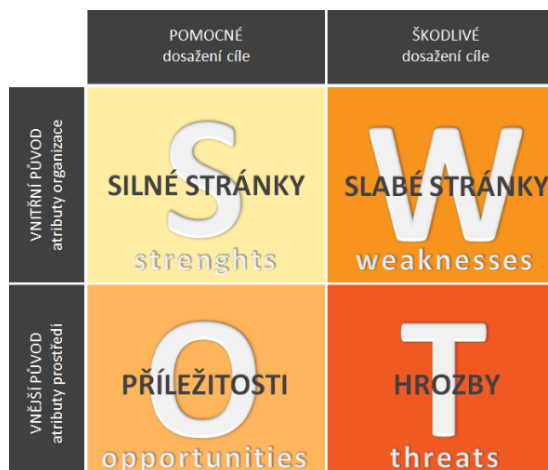 POMOCNÉ
dosažení cíle
ŠKODLIVÉ
dosažení cíle
VNITŘNÍ PŮVOD
atributy organizace
S
SILNÉ STRÁNKY
strenghts
W
SLABÉ STRÁNKY
weaknesses
VNĚJŠÍ PŮVOD
atributy prostředí
O
PŘÍLEŽITOSTI
opportunities
T
HROZBY
threats